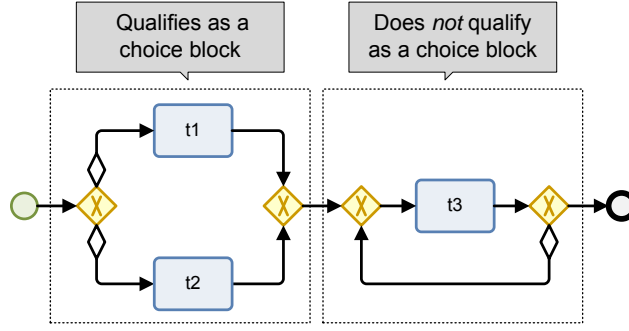 Qualifies as a
choice block
Does not qualify
as a choice block
t1
X
X
X
t3
X
t2